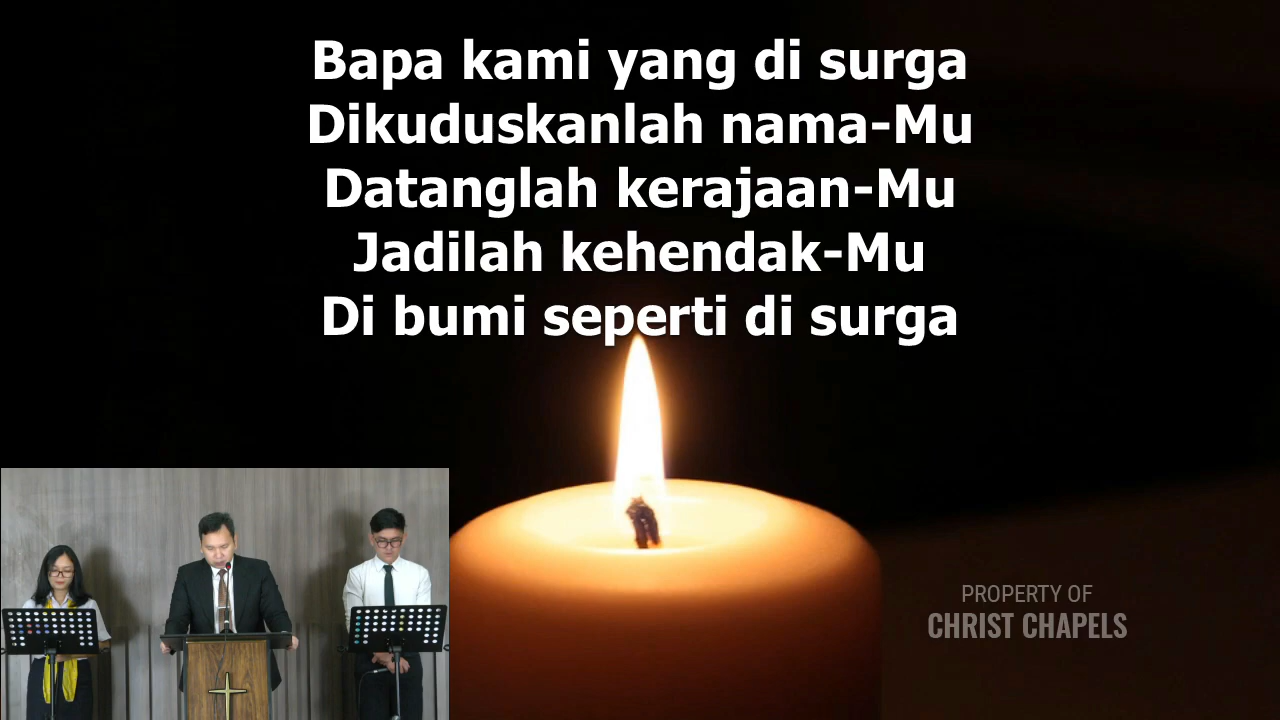 Bapa kami yang di surga
Dikuduskanlah nama-Mu
Datanglah kerajaan-Mu
Jadilah kehendak-Mu
Di bumi seperti di surga
PROPERTY OF
CHRIST CHAPELS